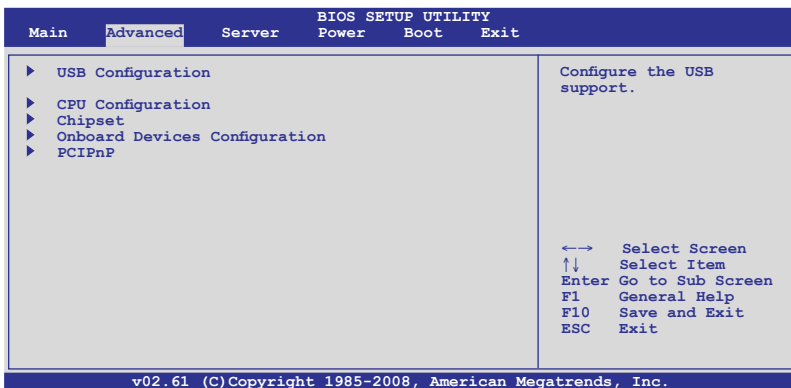 BIOS SETUP UTILITY
Main Advanced Server Power Boot Exit
USB Configuration
CPU Configuration
Chipset
Onboard Devices Configuration
PCIPnP
Configure the USB
support.
←→ Select Screen
↑↓ Select Item
Enter Go to Sub Screen
F1 General Help
F10 Save and Exit
ESC Exit
v02.61 (C)Copyright 1985-2008, American Megatrends, Inc.